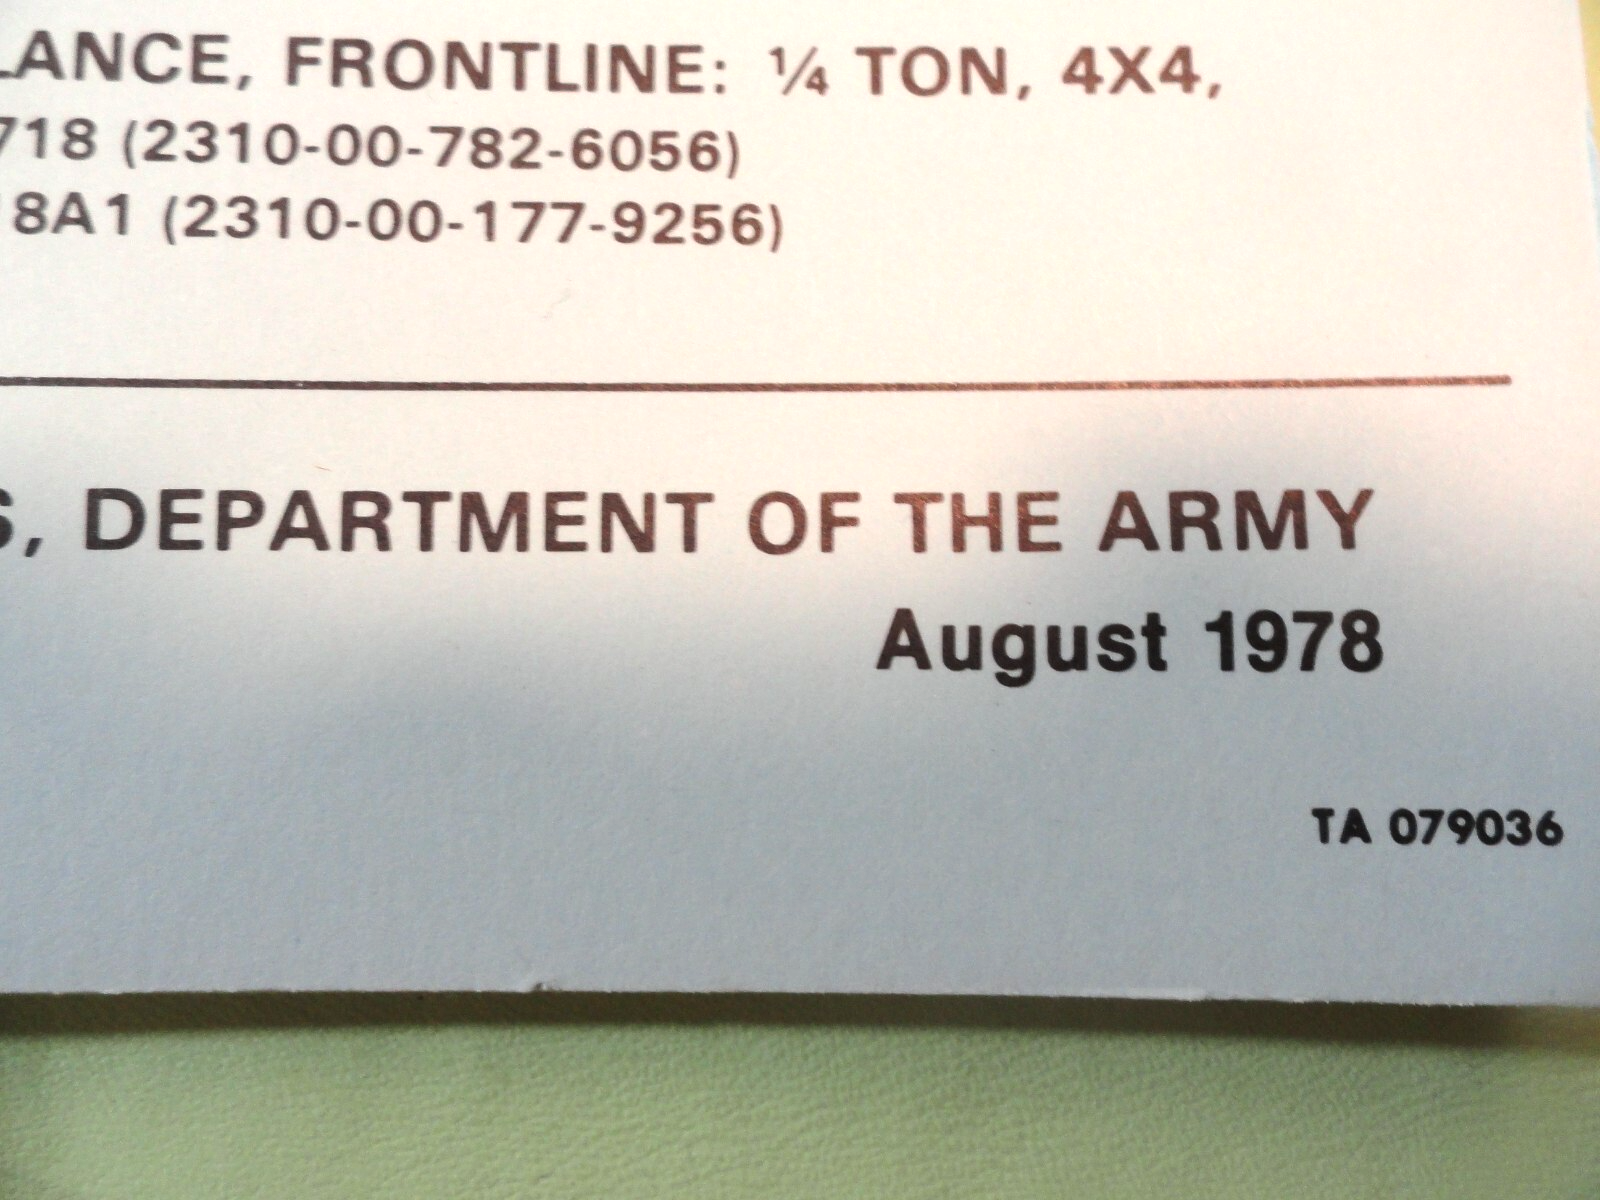 LANCE, FRONTLINE: ¼ TON, 4X4,
718 (2310-00-782-6056)
18A1 (2310-00-177-9256)
S, DEPARTMENT OF THE ARMY
August 1978
TA 079036